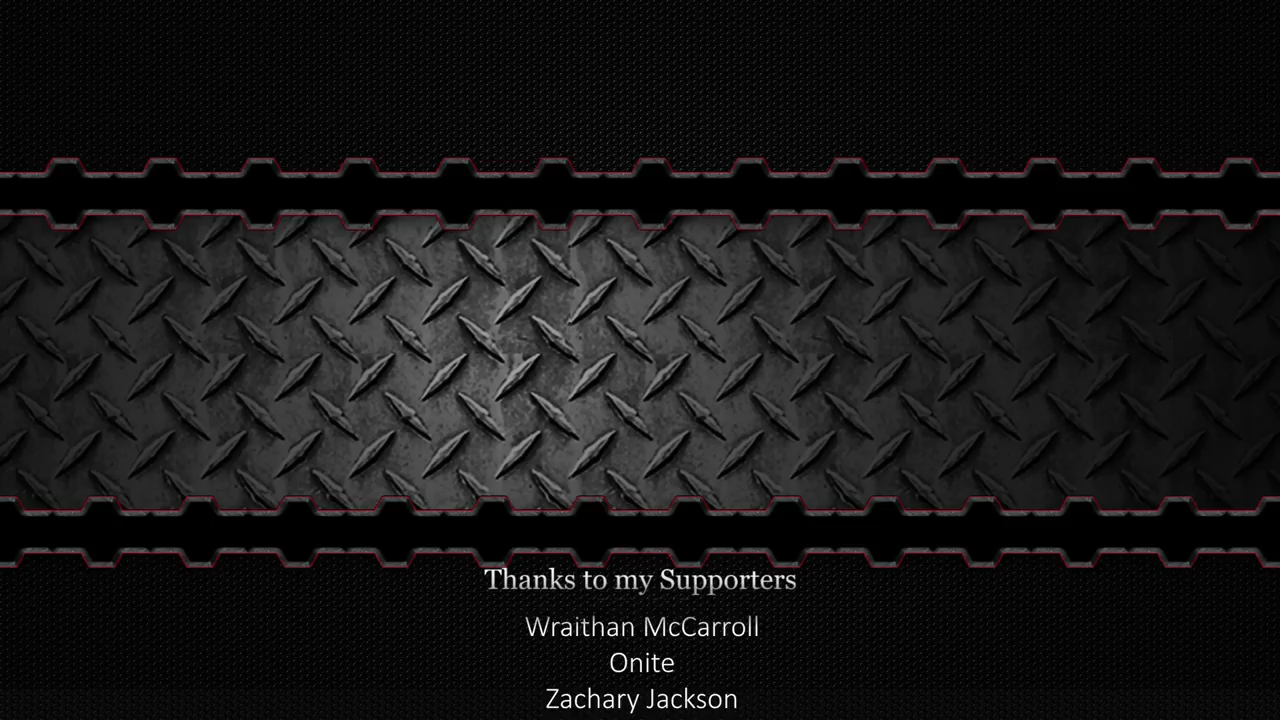 Thanks to my Supporters
Wraithan McCarroll
Onite
Zachary Jackson